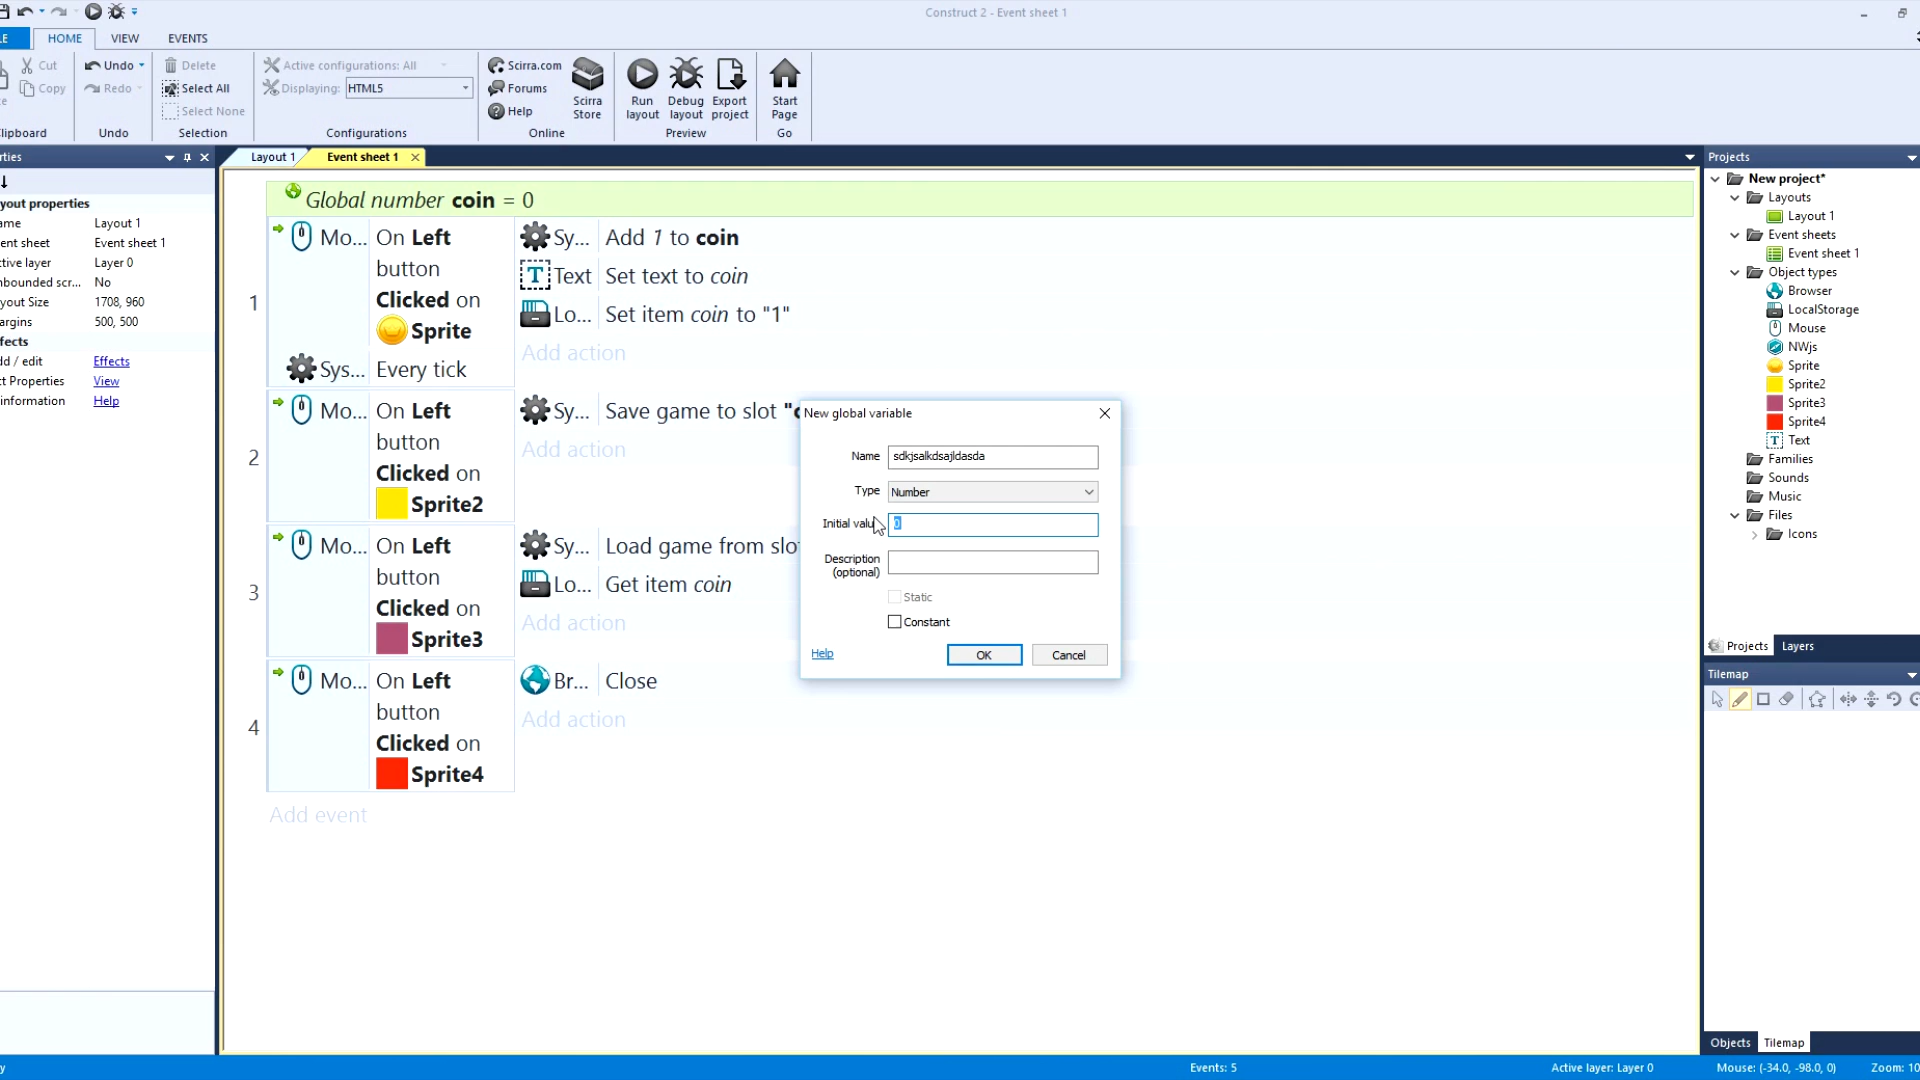 Construct 2 - Event sheet 1
HOME
VIEW
EVENTS
Cut
Copy
Undo
Redo
Undo
Delete
Select All
Select None
Selection
Active configurations: All
Displaying: HTML5
Configurations
Scirra.com
Forums
Help
Scirra
Store
Online
Run
layout
Debug
layout
Export
project
Preview
Start
Page
Go
Layout 1
Event sheet 1
Layout 1
Event sheet 1
Layer 0
No
1708, 960
500, 500
Effects
View
Help
Global number coin = 0
1
Mo...
On Left
button
Clicked on
Sprite
Sys...
Every tick
Sy...
Add 1 to coin
Text
Set text to coin
Lo...
Set item coin to "1"
Add action
2
Mo...
On Left
button
Clicked on
Sprite2
Sy...
Save game to slot
Add action
3
Mo...
On Left
button
Clicked on
Sprite3
Sy...
Load game from
Lo...
Get item coin
Add action
4
Mo...
On Left
button
Clicked on
Sprite4
Br...
Close
Add action
Add event
New global variable
Name
sdkjsalkdsajldasda
Type
Number
Initial
0
Description
(optional)
Static
Constant
Help
OK
Cancel
Projects
New project*
Layouts
Layout 1
Event sheets
Event sheet 1
Object types
Browser
LocalStorage
Mouse
NWjs
Sprite
Sprite2
Sprite3
Sprite4
Text
Families
Sounds
Music
Files
Icons
Projects
Layers
Tilemap
Objects
Tilemap
Events: 5
Active layer: Layer 0
Mouse: (-34.0, -98.0, 0)
Zoom: